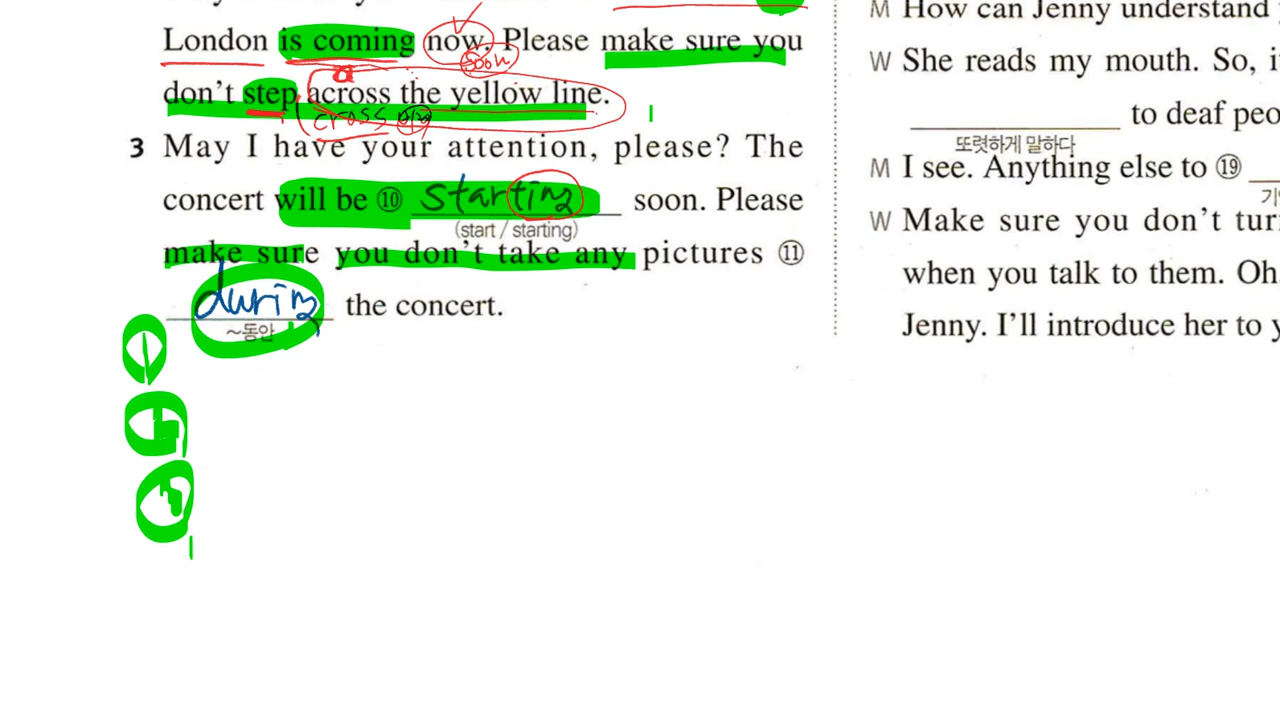 London is coming now. Please make sure you
soon
don't step across the yellow line.
cross
3 May I have your attention, please? The
concert will be ⑩ starting soon. Please
(start / starting)
make sure you don't take any pictures ⑪
during the concert.
~동안
M How can Jenny understand
W She reads my mouth. So, i
to deaf peo
또렷하게 말하다
M I see. Anything else to ⑲
W Make sure you don't tur
when you talk to them. Oh
Jenny. I'll introduce her to y